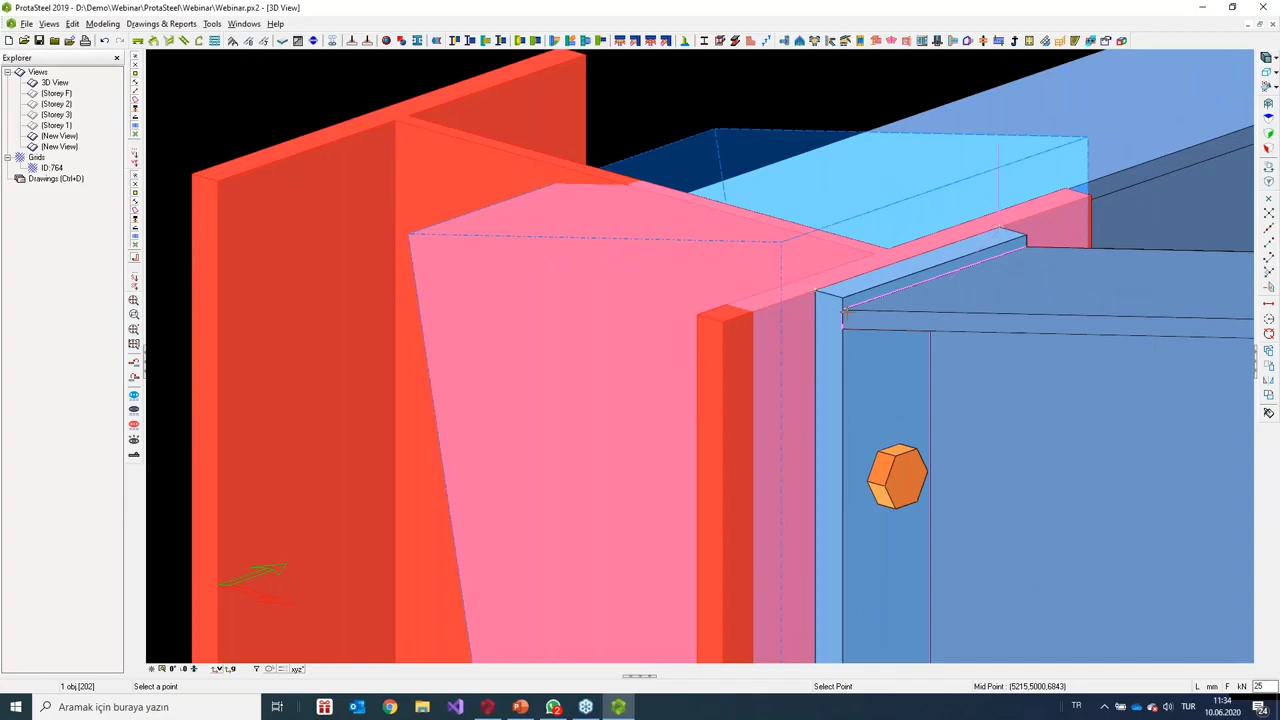 ProtaSteel 2019 - D:\Demo\Webinar\ProtaSteel\Webinar\Webinar.px2 - [3D View]
File Views Edit Modeling Drawings & Reports Tools Windows Help
Explorer
Views
3D View
(Storey F)
(Storey 2)
(Storey 3)
(Storey 1)
(New View)
(New View)
Grids
ID:764
Drawings (Ctrl+D)
xyz
1 obj.[202] Select a point Select Point Mid Point : (5215,5000,6843) L mm F kN 25
Aramak için buraya yazın TR TUR 11:34
10.06.2020